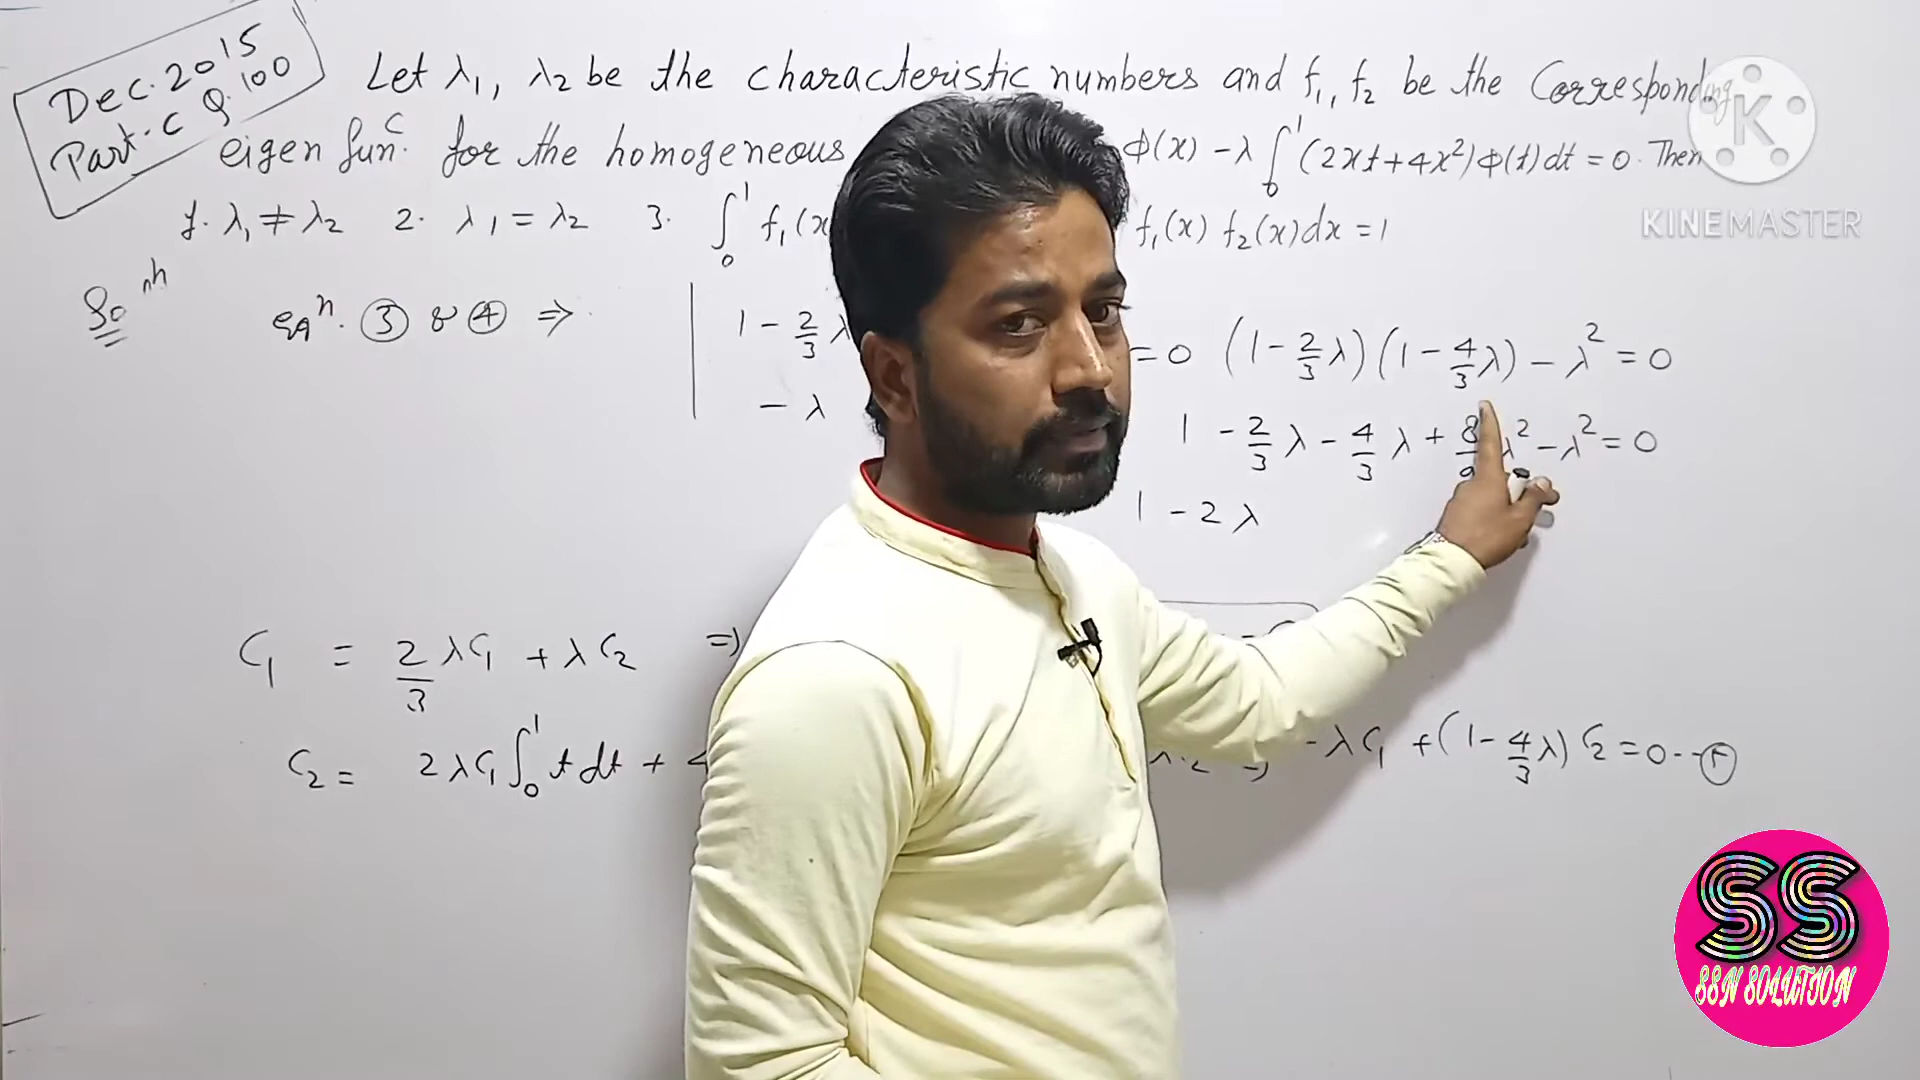 Dec. 2015
Part-C Q.100
Let λ1, λ2 be the characteristic numbers and f1, f2 be the Corresponding
eigen funᶜ. for the homogeneous ϕ(x) - λ ∫₀¹ (2xt + 4x²) ϕ(t) dt = 0. Then
1. λ1 ≠ λ2 2. λ1 = λ2 3. ∫₀¹ f1(x f1(x) f2(x) dx = 1
Soⁿʰ
eqⁿ. ③ & ④ ⇒ 1 - 2/3 λ = 0 (1 - 2/3 λ)(1 - 4/3 λ) - λ² = 0
- λ
1 - 2/3 λ - 4/3 λ + 8/9 λ² - λ² = 0
1 - 2λ
C1 = 2/3 λC1 + λC2 ⇒
C2 = 2λC1 ∫₀¹ t dt + 4 ⇒ -λC1 + (1 - 4/3 λ) C2 = 0 -- ④
K
KINEMASTER
SS
SSN SOLUTION